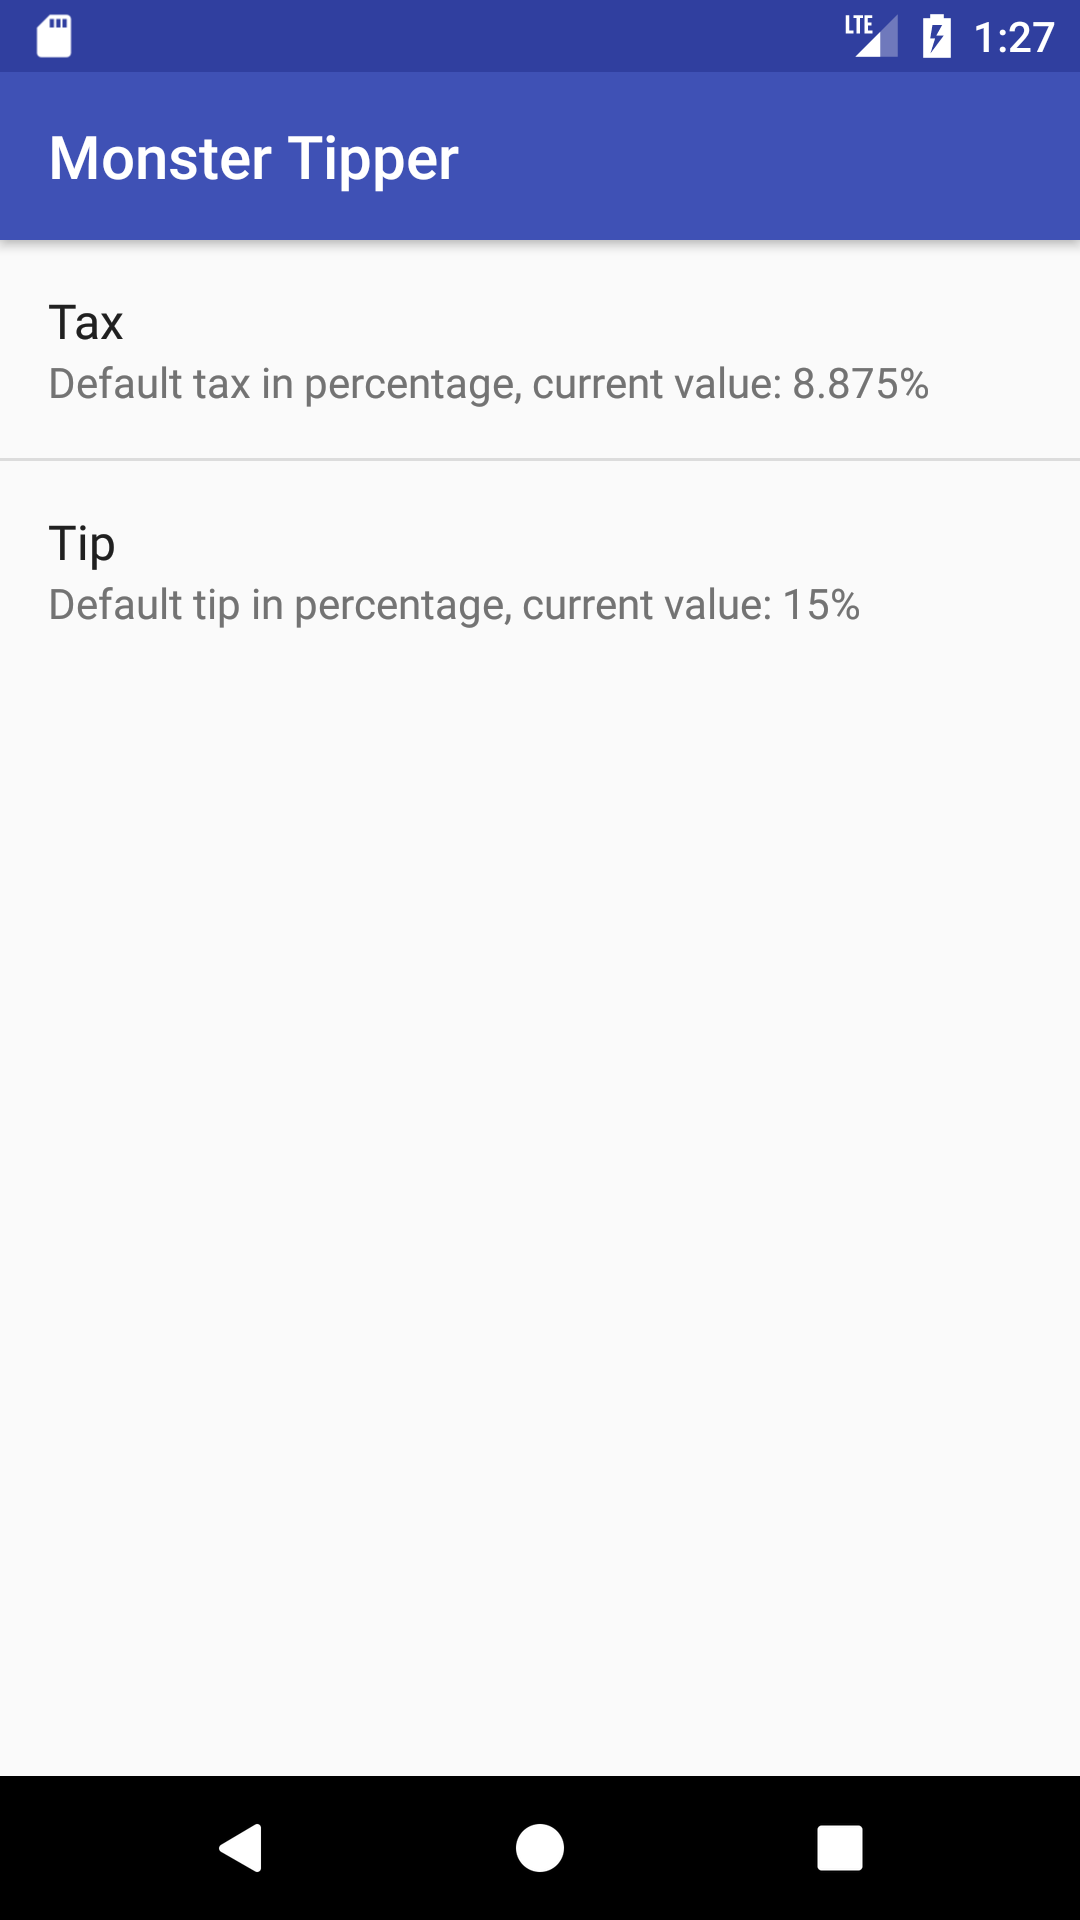 LTE 1:27
Monster Tipper
Tax
Default tax in percentage, current value: 8.875%
Tip
Default tip in percentage, current value: 15%